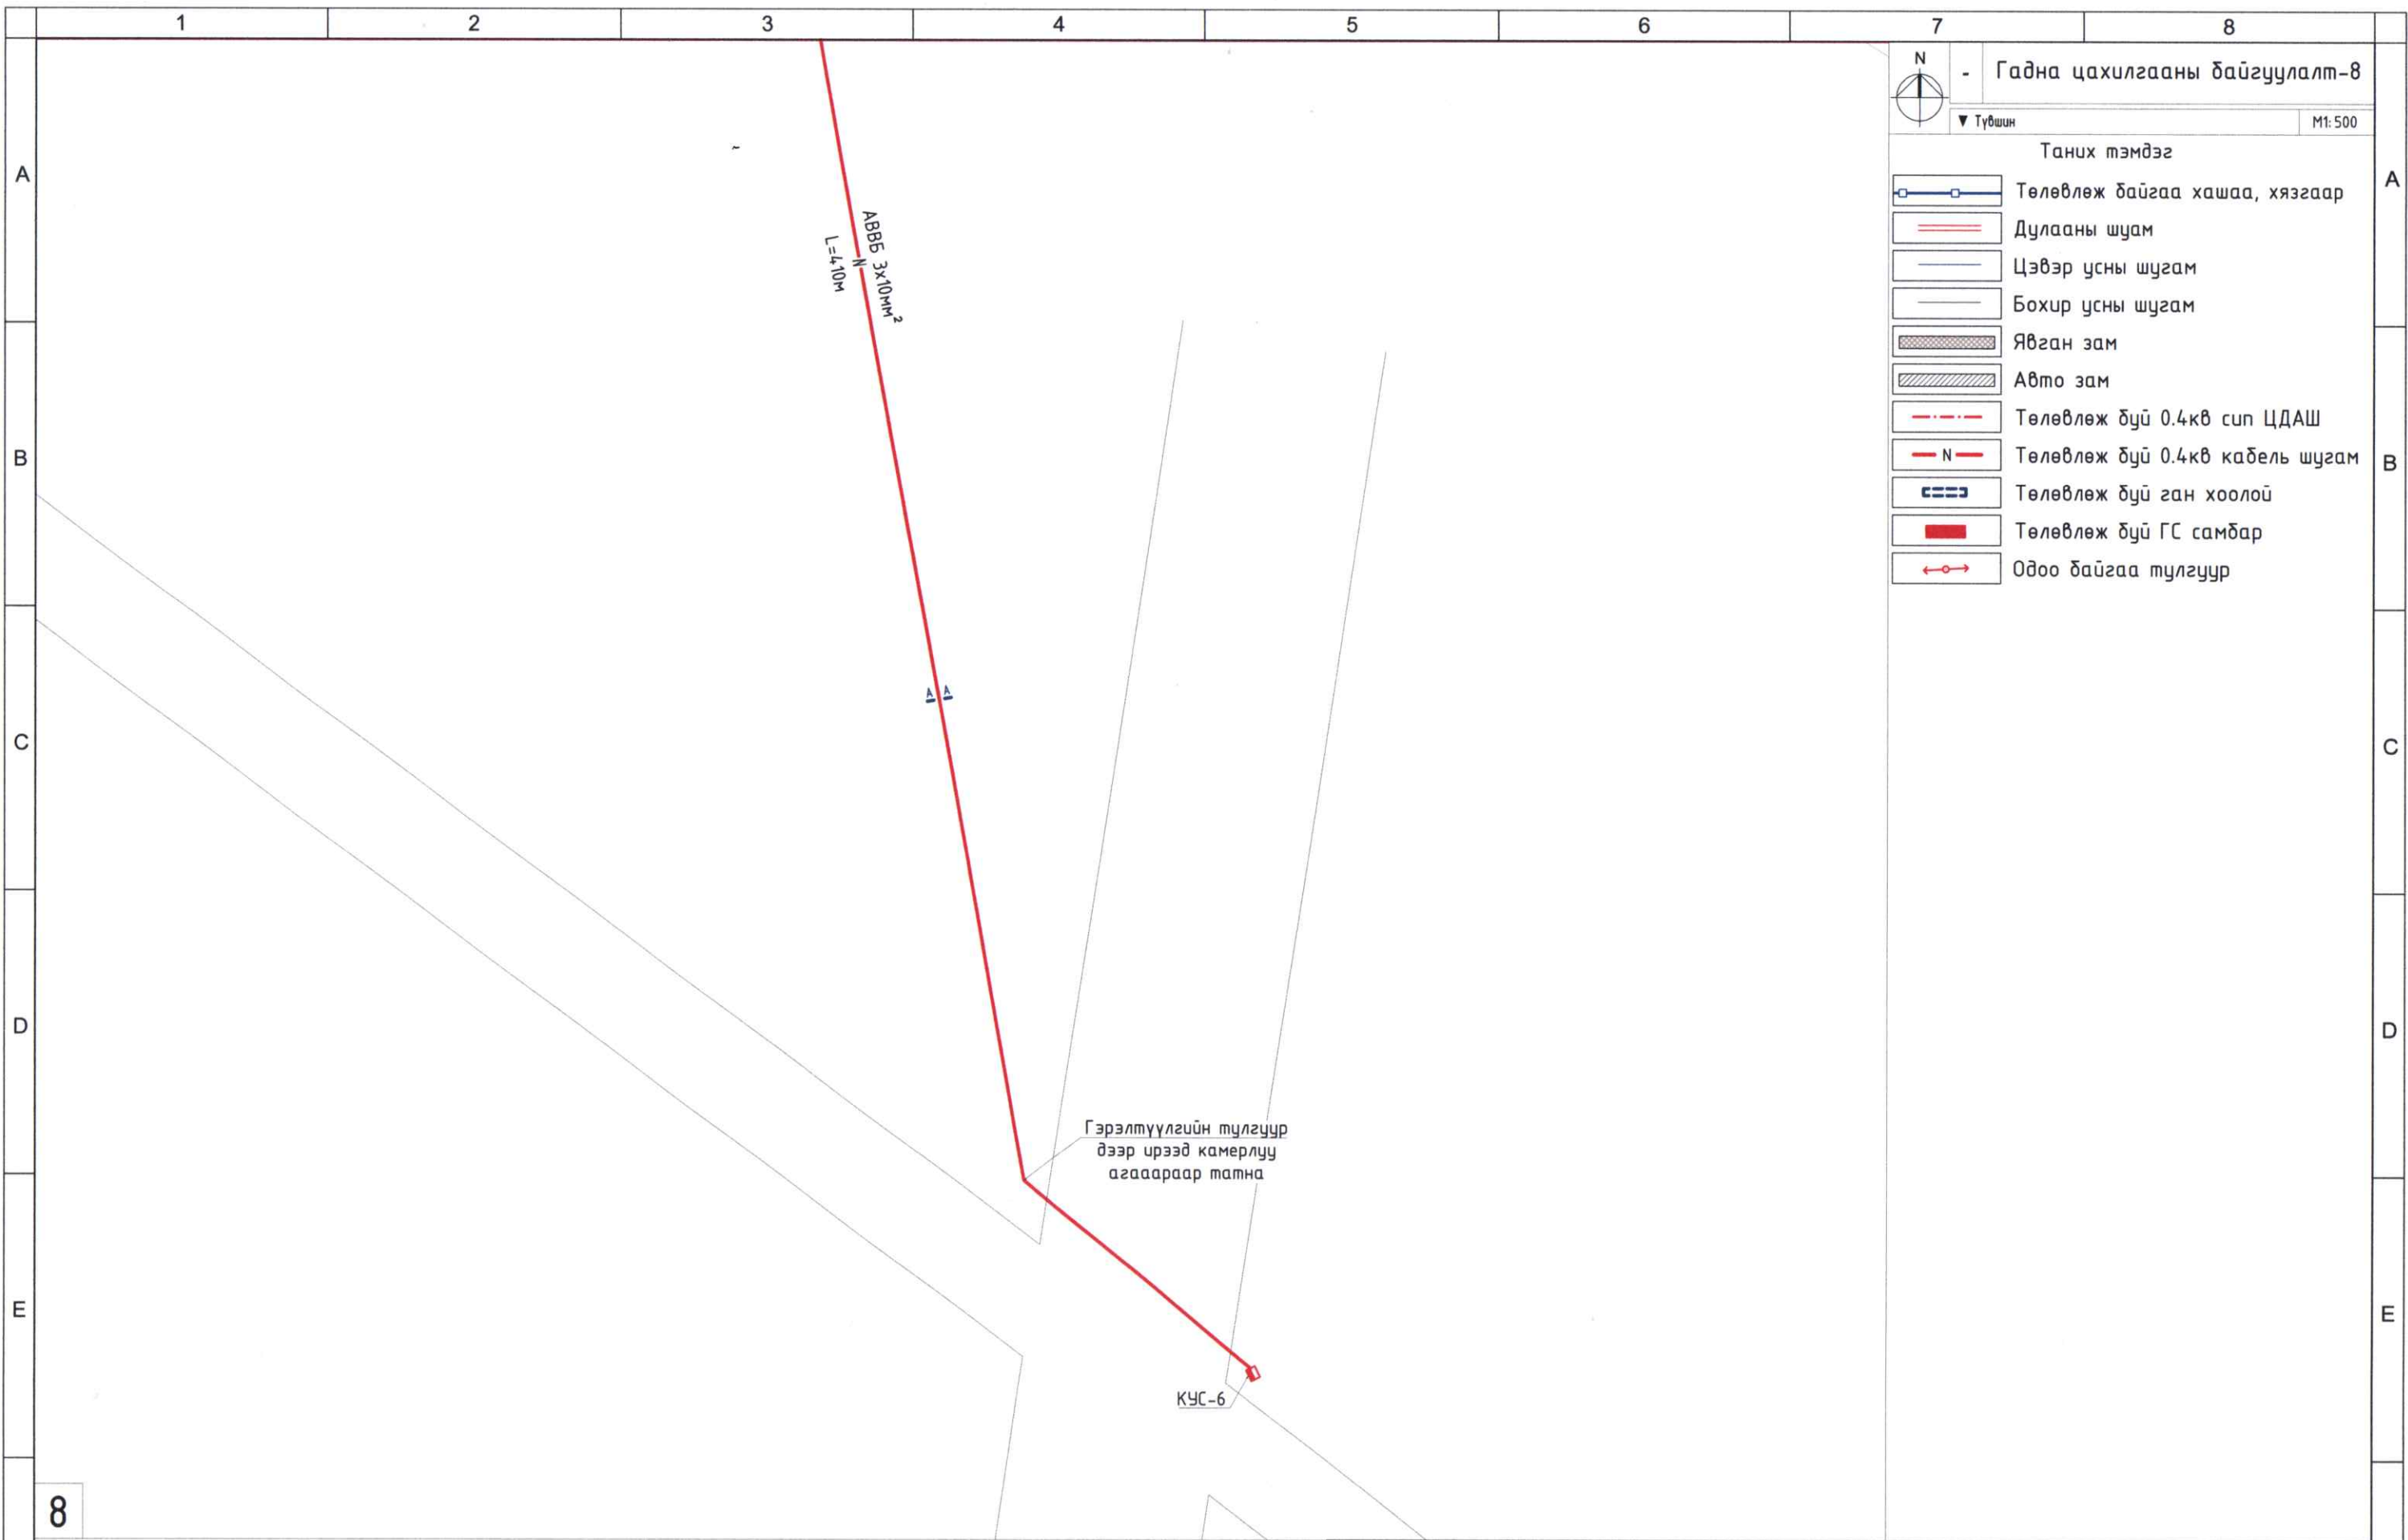 1 2 3 4 5 6 7 8
N
- Гадна цахилгааны байгуулалт-8
▼ Түвшин М1:500
Таних тэмдэг
Төлөвлөж байгаа хашаа, хязгаар
Дулааны шуам
Цэвэр усны шугам
Бохир усны шугам
Явган зам
Авто зам
Төлөвлөж буй 0.4кв сип ЦДАШ
N Төлөвлөж буй 0.4кв кабель шугам
Төлөвлөж буй ган хоолой
Төлөвлөж буй ГС самбар
Одоо байгаа тулгуур
A A
B B
C C
D D
E E
АВВБ 3х10мм²
N
L=410м
A A
Гэрэлтүүлгийн тулгуур
дээр ирээд камерлуу
агааараар татна
КУС-6
8